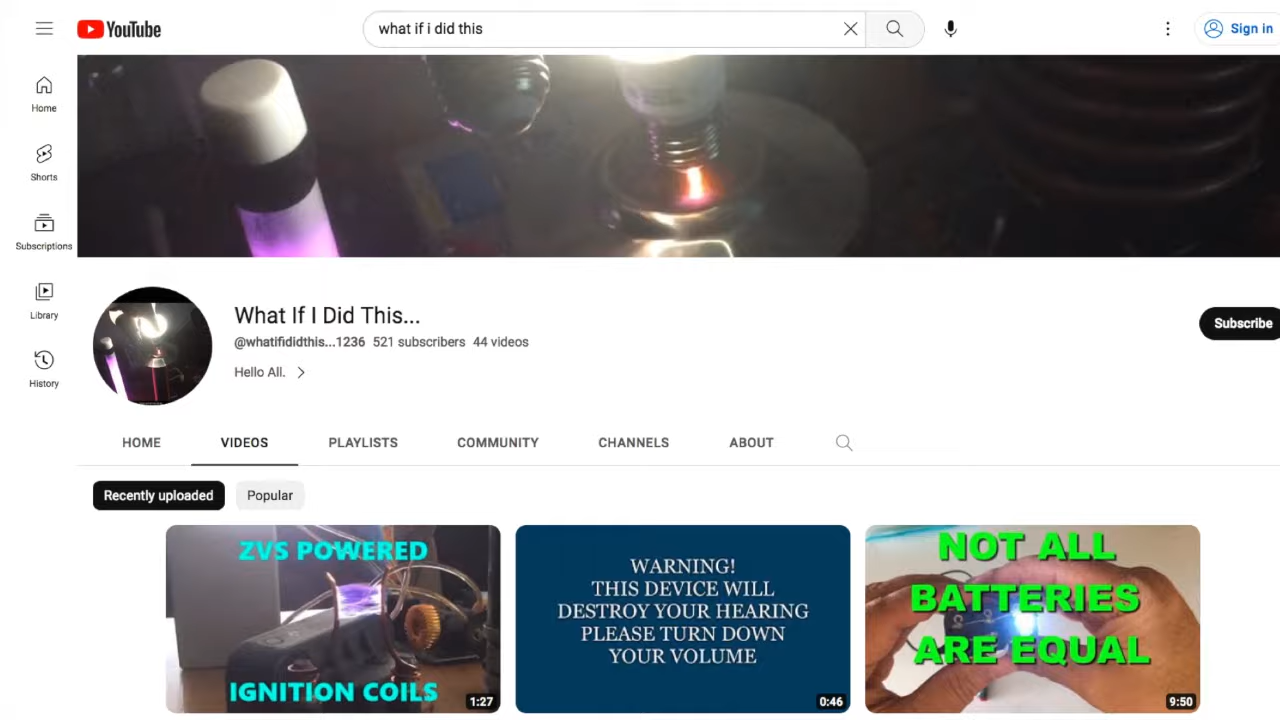 YouTube
what if i did this
Sign in
Home
Shorts
Subscriptions
Library
History
What If I Did This...
@whatifididthis...1236 521 subscribers 44 videos
Hello All.
Subscribe
HOME VIDEOS PLAYLISTS COMMUNITY CHANNELS ABOUT
Recently uploaded Popular
ZVS POWERED
IGNITION COILS
1:27
WARNING!
THIS DEVICE WILL
DESTROY YOUR HEARING
PLEASE TURN DOWN
YOUR VOLUME
0:46
NOT ALL
BATTERIES
ARE EQUAL
9:50